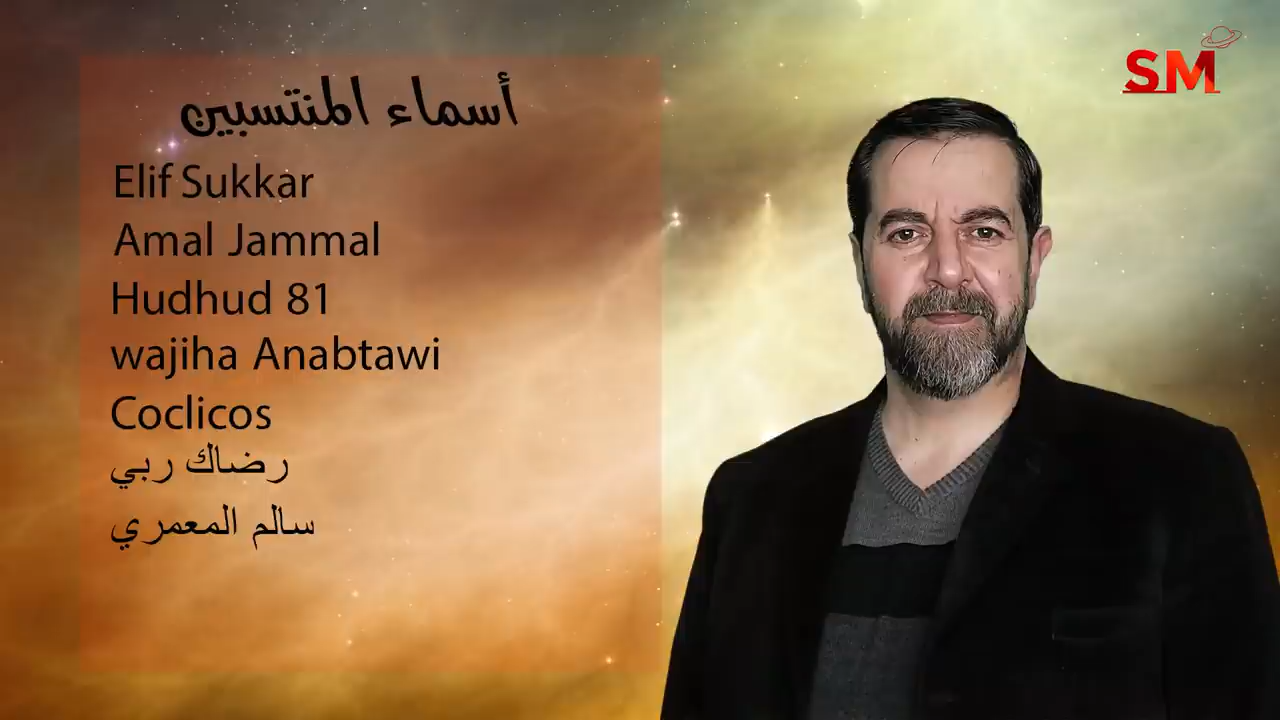 SM
أسماء المنتسبين
Elif Sukkar
Amal Jammal
Hudhud 81
wajiha Anabtawi
Coclicos
رضاك ربي
سالم المعمري